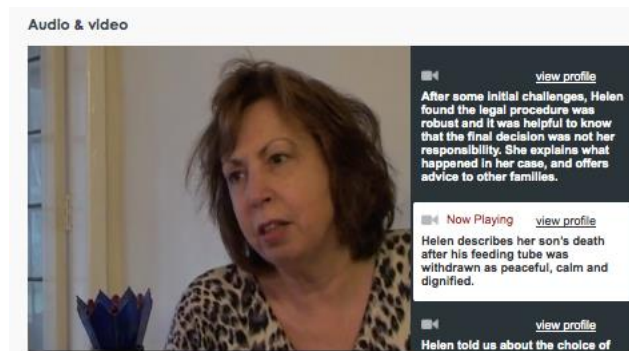 Audio & video
view profile
After some initial challenges, Helen
found the legal procedure was
robust and it was helpful to know
that the final decision was not her
responsibility. She explains what
happened in her case, and offers
advice to other families.
Now Playing view profile
Helen describes her son's death
after his feeding tube was
withdrawn as peaceful, calm and
dignified.
view profile
Helen told us about the choice of